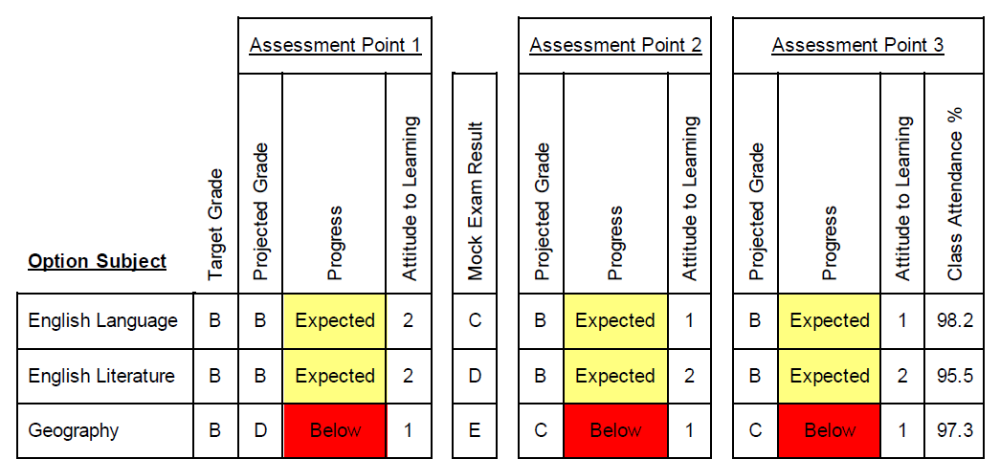 Assessment Point 1 Assessment Point 2 Assessment Point 3
Option Subject Target Grade Projected Grade Progress Attitude to Learning Mock Exam Result Projected Grade Progress Attitude to Learning Projected Grade Progress Attitude to Learning Class Attendance %
English Language B B Expected 2 C B Expected 1 B Expected 1 98.2
English Literature B B Expected 2 D B Expected 2 B Expected 2 95.5
Geography B D Below 1 E C Below 1 C Below 1 97.3